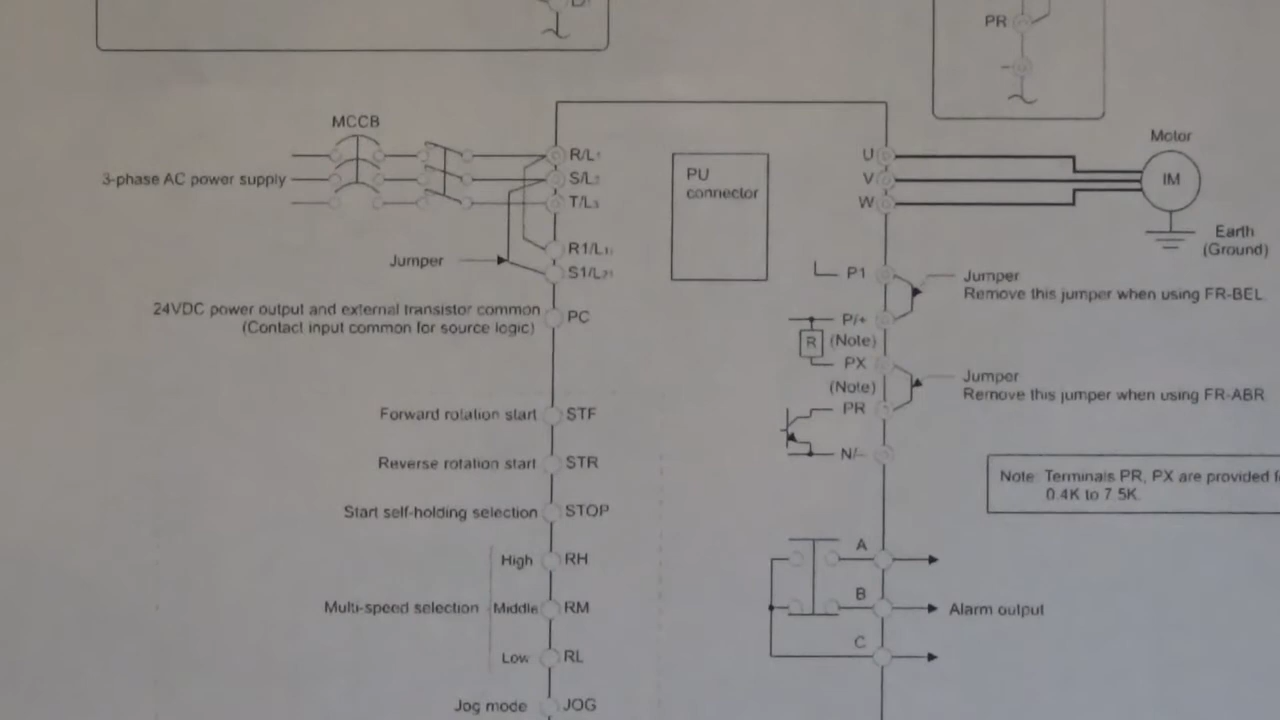 PR
MCCB
Motor
R/L1
U
PU
connector
3-phase AC power supply
S/L2
V
IM
T/L3
W
Earth
(Ground)
R1/L11
Jumper
S1/L21
P1
Jumper
Remove this jumper when using FR-BEL
24VDC power output and external transistor common
(Contact input common for source logic)
PC
P/+
R
(Note)
PX
Jumper
Remove this jumper when using FR-ABR
(Note)
Forward rotation start
STF
PR
Reverse rotation start
STR
N/-
Note: Terminals PR, PX are provided
0.4K to 7.5K.
Start self-holding selection
STOP
High
RH
A
Multi-speed selection
Middle
RM
B
Alarm output
Low
RL
C
Jog mode
JOG